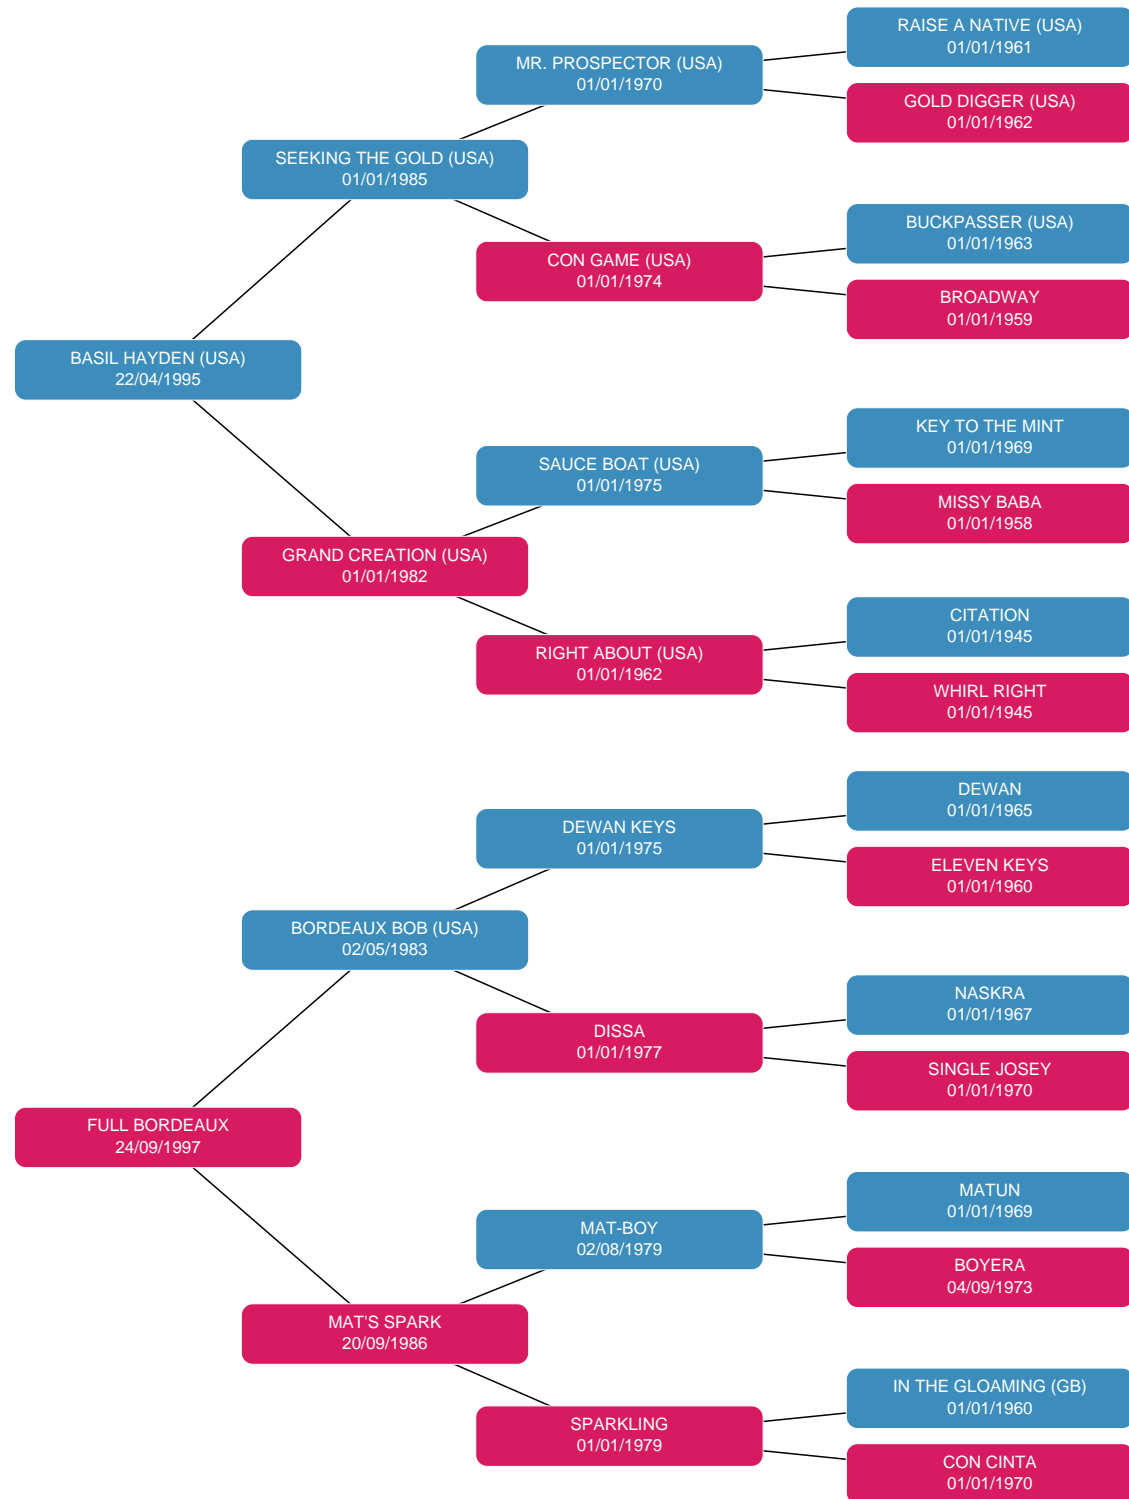 RAISE A NATIVE (USA)
01/01/1961
MR. PROSPECTOR (USA)
01/01/1970
GOLD DIGGER (USA)
01/01/1962
SEEKING THE GOLD (USA)
01/01/1985
BUCKPASSER (USA)
01/01/1963
CON GAME (USA)
01/01/1974
BROADWAY
01/01/1959
BASIL HAYDEN (USA)
22/04/1995
KEY TO THE MINT
01/01/1969
SAUCE BOAT (USA)
01/01/1975
MISSY BABA
01/01/1958
GRAND CREATION (USA)
01/01/1982
CITATION
01/01/1945
RIGHT ABOUT (USA)
01/01/1962
WHIRL RIGHT
01/01/1945
DEWAN
01/01/1965
DEWAN KEYS
01/01/1975
ELEVEN KEYS
01/01/1960
BORDEAUX BOB (USA)
02/05/1983
NASKRA
01/01/1967
DISSA
01/01/1977
SINGLE JOSEY
01/01/1970
FULL BORDEAUX
24/09/1997
MATUN
01/01/1969
MAT-BOY
02/08/1979
BOYERA
04/09/1973
MAT'S SPARK
20/09/1986
IN THE GLOAMING (GB)
01/01/1960
SPARKLING
01/01/1979
CON CINTA
01/01/1970